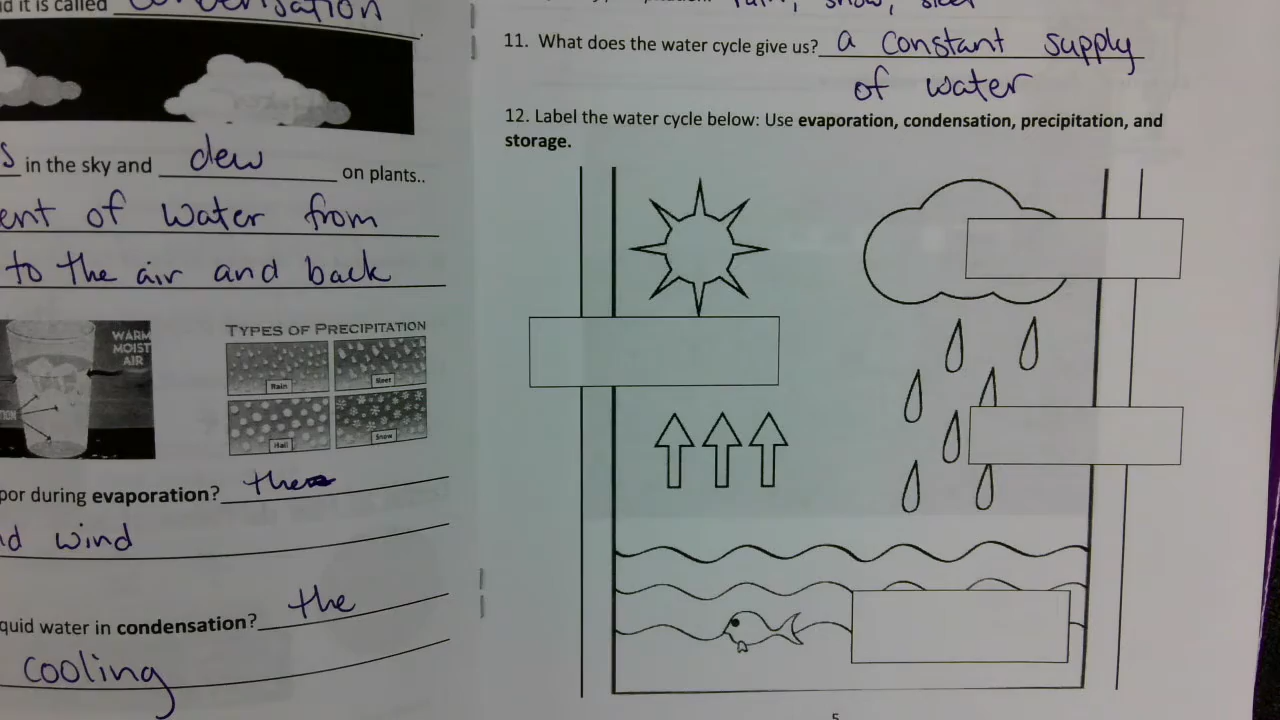 d it is called condensation.
s in the sky and dew on plants..
ent of water from
to the air and back
WARM
MOIST
AIR
TION
TYPES OF PRECIPITATION
Rain
Sleet
Hail
Snow
por during evaporation?
nd wind
quid water in condensation? the
cooling
rain, snow, sleet
11. What does the water cycle give us? a constant supply
of water
12. Label the water cycle below: Use evaporation, condensation, precipitation, and
storage.
5